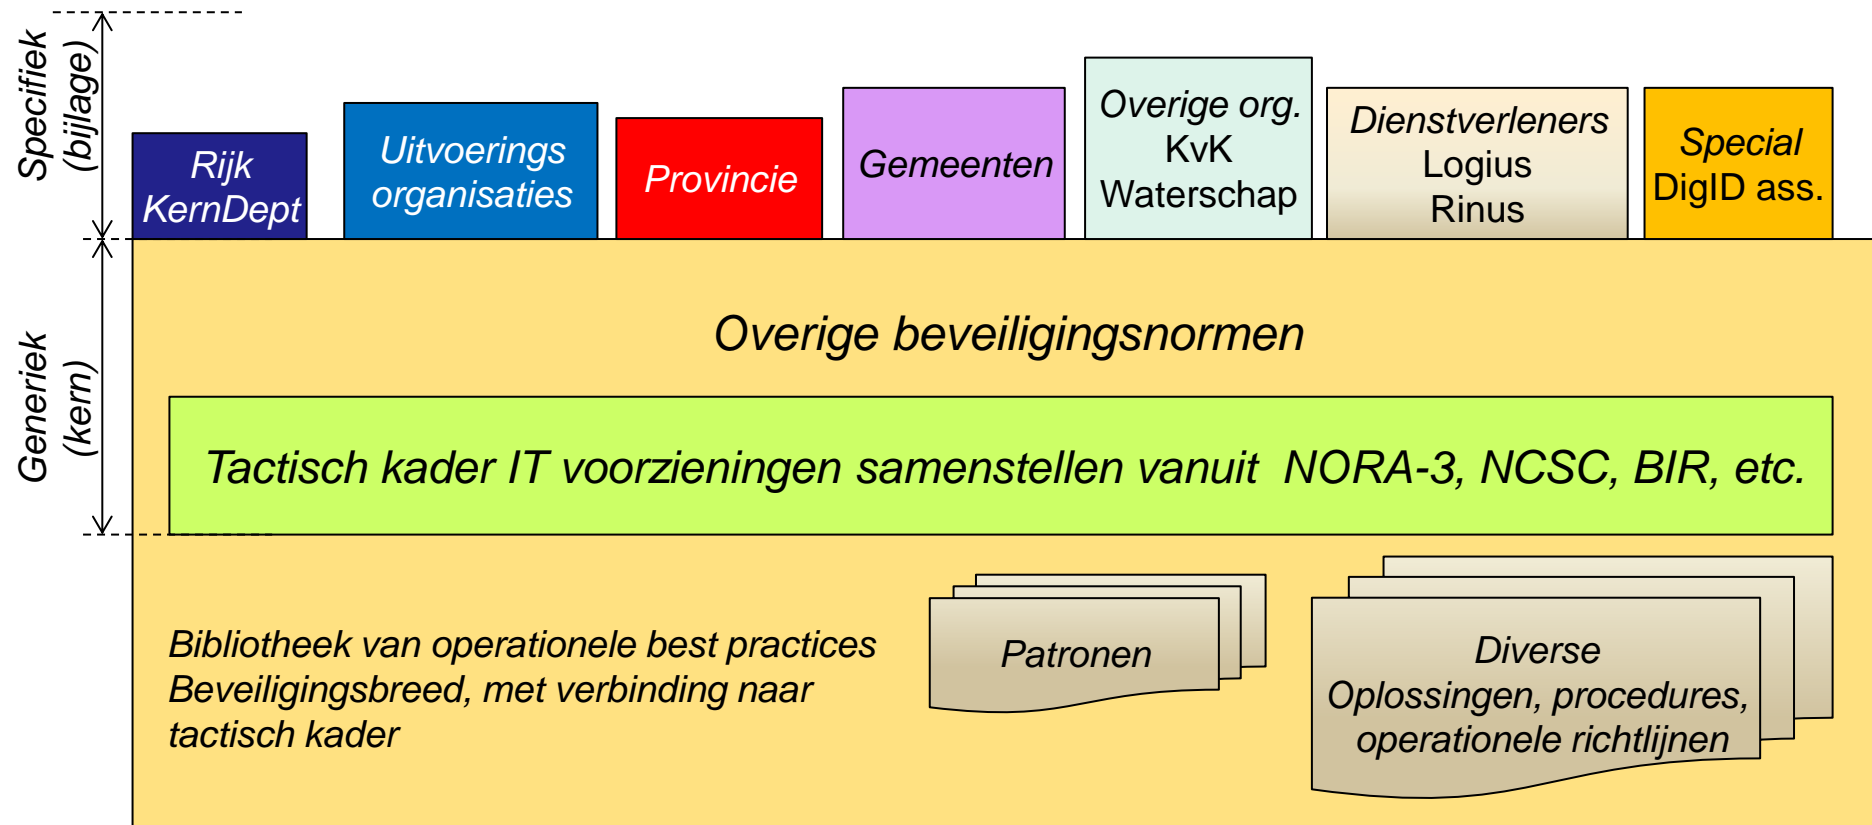 Specifiek
(bijlage)
Rijk
KernDept
Uitvoerings
organisaties
Provincie
Gemeenten
Overige org.
KvK
Waterschap
Dienstverleners
Logius
Rinus
Special
DigID ass.
Generiek
(kern)
Overige beveiligingsnormen
Tactisch kader IT voorzieningen samenstellen vanuit NORA-3, NCSC, BIR, etc.
Bibliotheek van operationele best practices
Beveiligingsbreed, met verbinding naar
tactisch kader
Patronen
Diverse
Oplossingen, procedures,
operationele richtlijnen